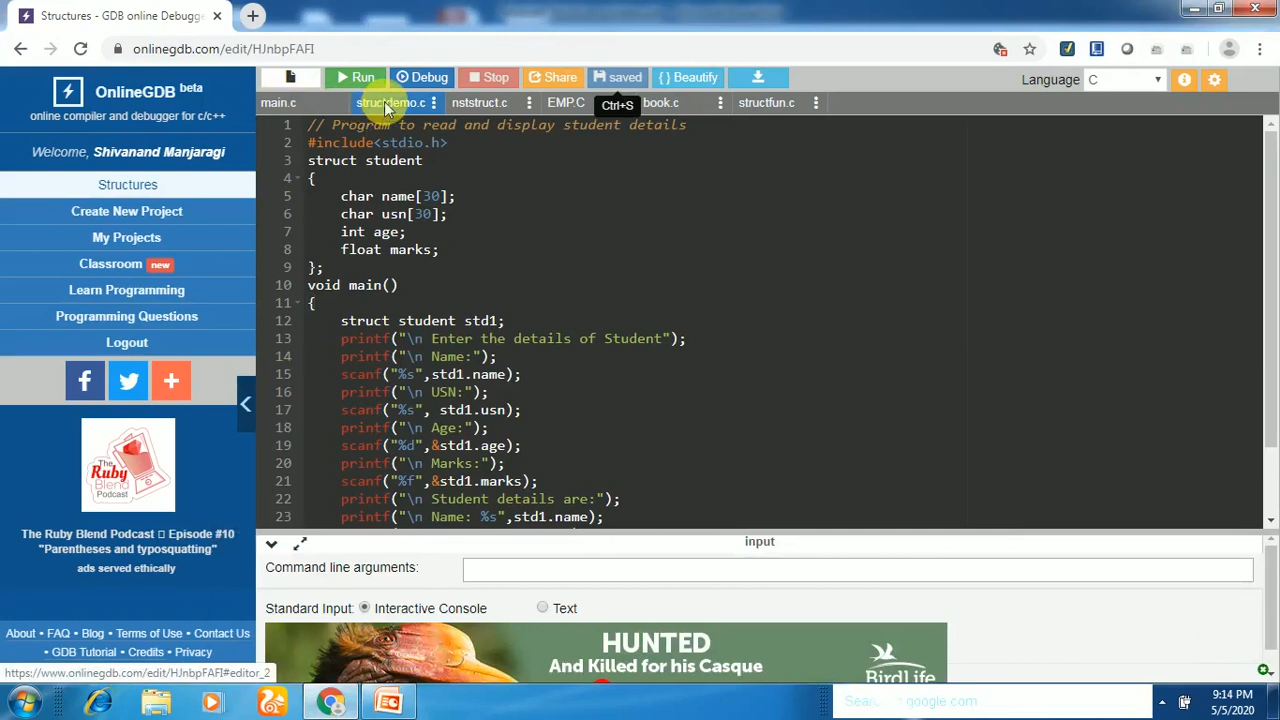 Structures - GDB online Debugge
onlinegdb.com/edit/HJnbpFAFI
OnlineGDB beta
online compiler and debugger for c/c++
Welcome, Shivanand Manjaragi
Structures
Create New Project
My Projects
Classroom new
Learn Programming
Programming Questions
Logout
The Ruby Blend Podcast
The Ruby Blend Podcast Episode #10
"Parentheses and typosquatting"
ads served ethically
About • FAQ • Blog • Terms of Use • Contact Us
• GDB Tutorial • Credits • Privacy
https://www.onlinegdb.com/edit/HJnbpFAFI#editor_2
Run Debug Stop Share saved {} Beautify
Language C
main.c nststruct.c EMP.C book.c structfun.c
Ctrl+S
1 // Program to read and display student details
2 #include<stdio.h>
3 struct student
4 {
5 char name[30];
6 char usn[30];
7 int age;
8 float marks;
9 };
10 void main()
11 {
12 struct student std1;
13 printf("\n Enter the details of Student");
14 printf("\n Name:");
15 scanf("%s",std1.name);
16 printf("\n USN:");
17 scanf("%s", std1.usn);
18 printf("\n Age:");
19 scanf("%d",&std1.age);
20 printf("\n Marks:");
21 scanf("%f",&std1.marks);
22 printf("\n Student details are:");
23 printf("\n Name: %s",std1.name);
input
Command line arguments:
Standard Input: Interactive Console Text
HUNTED
And Killed for his Casque
BirdLife
9:14 PM
5/5/2020